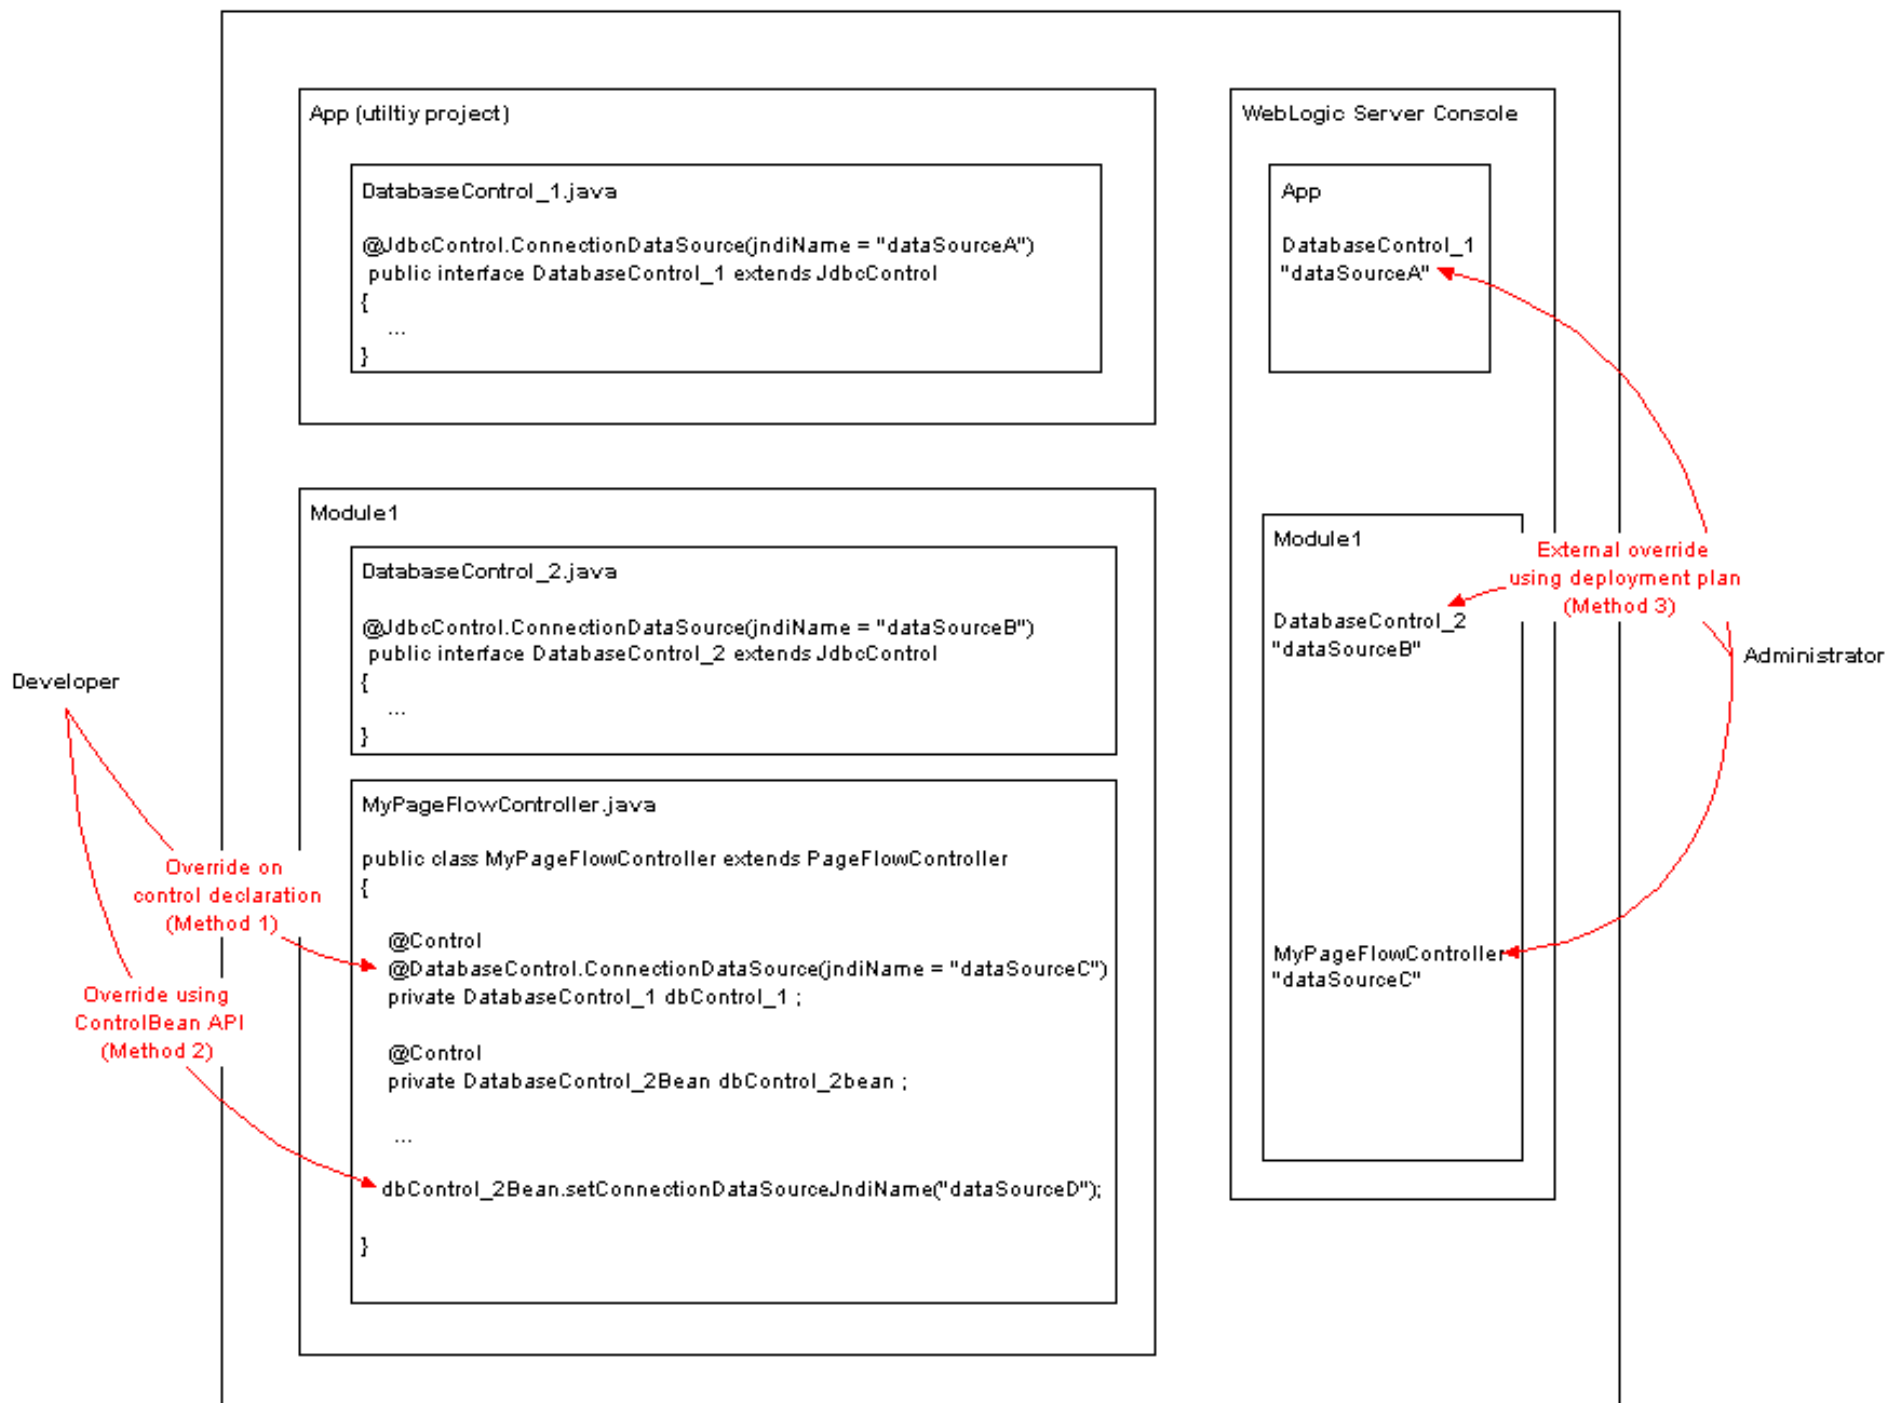 App (utiltiy project)
DatabaseControl_1.java
@JdbcControl.ConnectionDataSource(jndiName = "dataSourceA")
public interface DatabaseControl_1 extends JdbcControl
{
...
}
Module1
DatabaseControl_2.java
@JdbcControl.ConnectionDataSource(jndiName = "dataSourceB")
public interface DatabaseControl_2 extends JdbcControl
{
...
}
MyPageFlowController.java
public class MyPageFlowController extends PageFlowController
{
@Control
@DatabaseControl.ConnectionDataSource(jndiName = "dataSourceC")
private DatabaseControl_1 dbControl_1 ;
@Control
private DatabaseControl_2Bean dbControl_2bean ;
...
dbControl_2Bean.setConnectionDataSourceJndiName("dataSourceD");
}
Developer
Override on
control declaration
(Method 1)
Override using
ControlBean API
(Method 2)
WebLogic Server Console
App
DatabaseControl_1
"dataSourceA"
Module1
DatabaseControl_2
"dataSourceB"
MyPageFlowController
"dataSourceC"
External override
using deployment plan
(Method 3)
Administrator